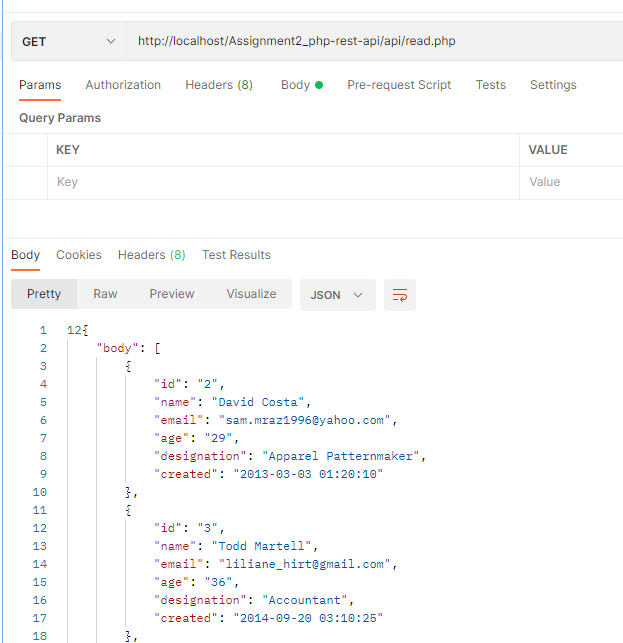 GET http://localhost/Assignment2_php-rest-api/api/read.php
Params Authorization Headers (8) Body Pre-request Script Tests Settings
Query Params
KEY VALUE
Key Value
Body Cookies Headers (8) Test Results
Pretty Raw Preview Visualize JSON
1 12{
2 "body": [
3 {
4 "id": "2",
5 "name": "David Costa",
6 "email": "sam.mraz1996@yahoo.com",
7 "age": "29",
8 "designation": "Apparel Patternmaker",
9 "created": "2013-03-03 01:20:10"
10 },
11 {
12 "id": "3",
13 "name": "Todd Martell",
14 "email": "liliane_hirt@gmail.com",
15 "age": "36",
16 "designation": "Accountant",
17 "created": "2014-09-20 03:10:25"
18 },